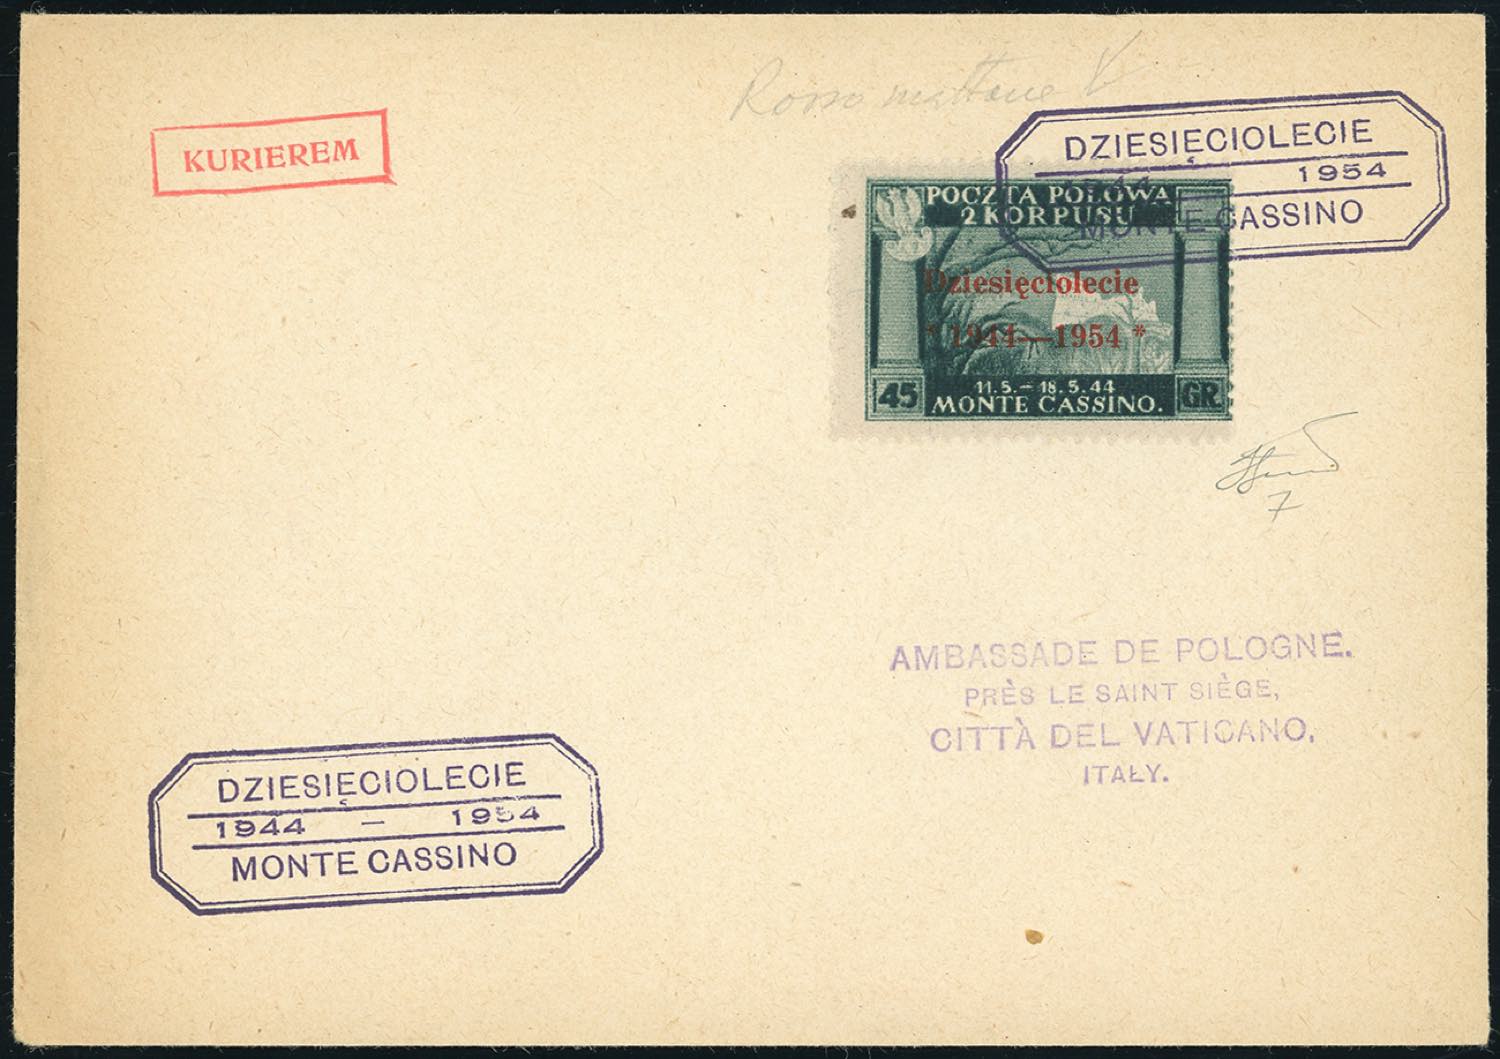 Rosso mattone V
KURIEREM
DZIESIĘCIOLECIE
1944 1954
MONTE CASSINO
POCZTA POLOWA
2 KORPUSU
Dziesięciolecie
* 1944—1954 *
11.5.–18.5.44
45 MONTE CASSINO. GR.
7
AMBASSADE DE POLOGNE.
PRÈS LE SAINT SIÈGE,
CITTÀ DEL VATICANO,
ITALY.
DZIESIĘCIOLECIE
1944 – 1954
MONTE CASSINO